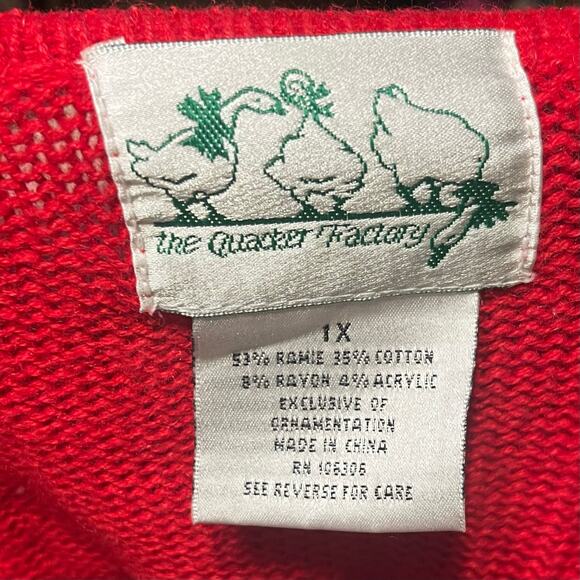 the Quacker Factory
1X
53% RAMIE 35% COTTON
8% RAYON 4% ACRYLIC
EXCLUSIVE OF
ORNAMENTATION
MADE IN CHINA
RN 106306
SEE REVERSE FOR CARE